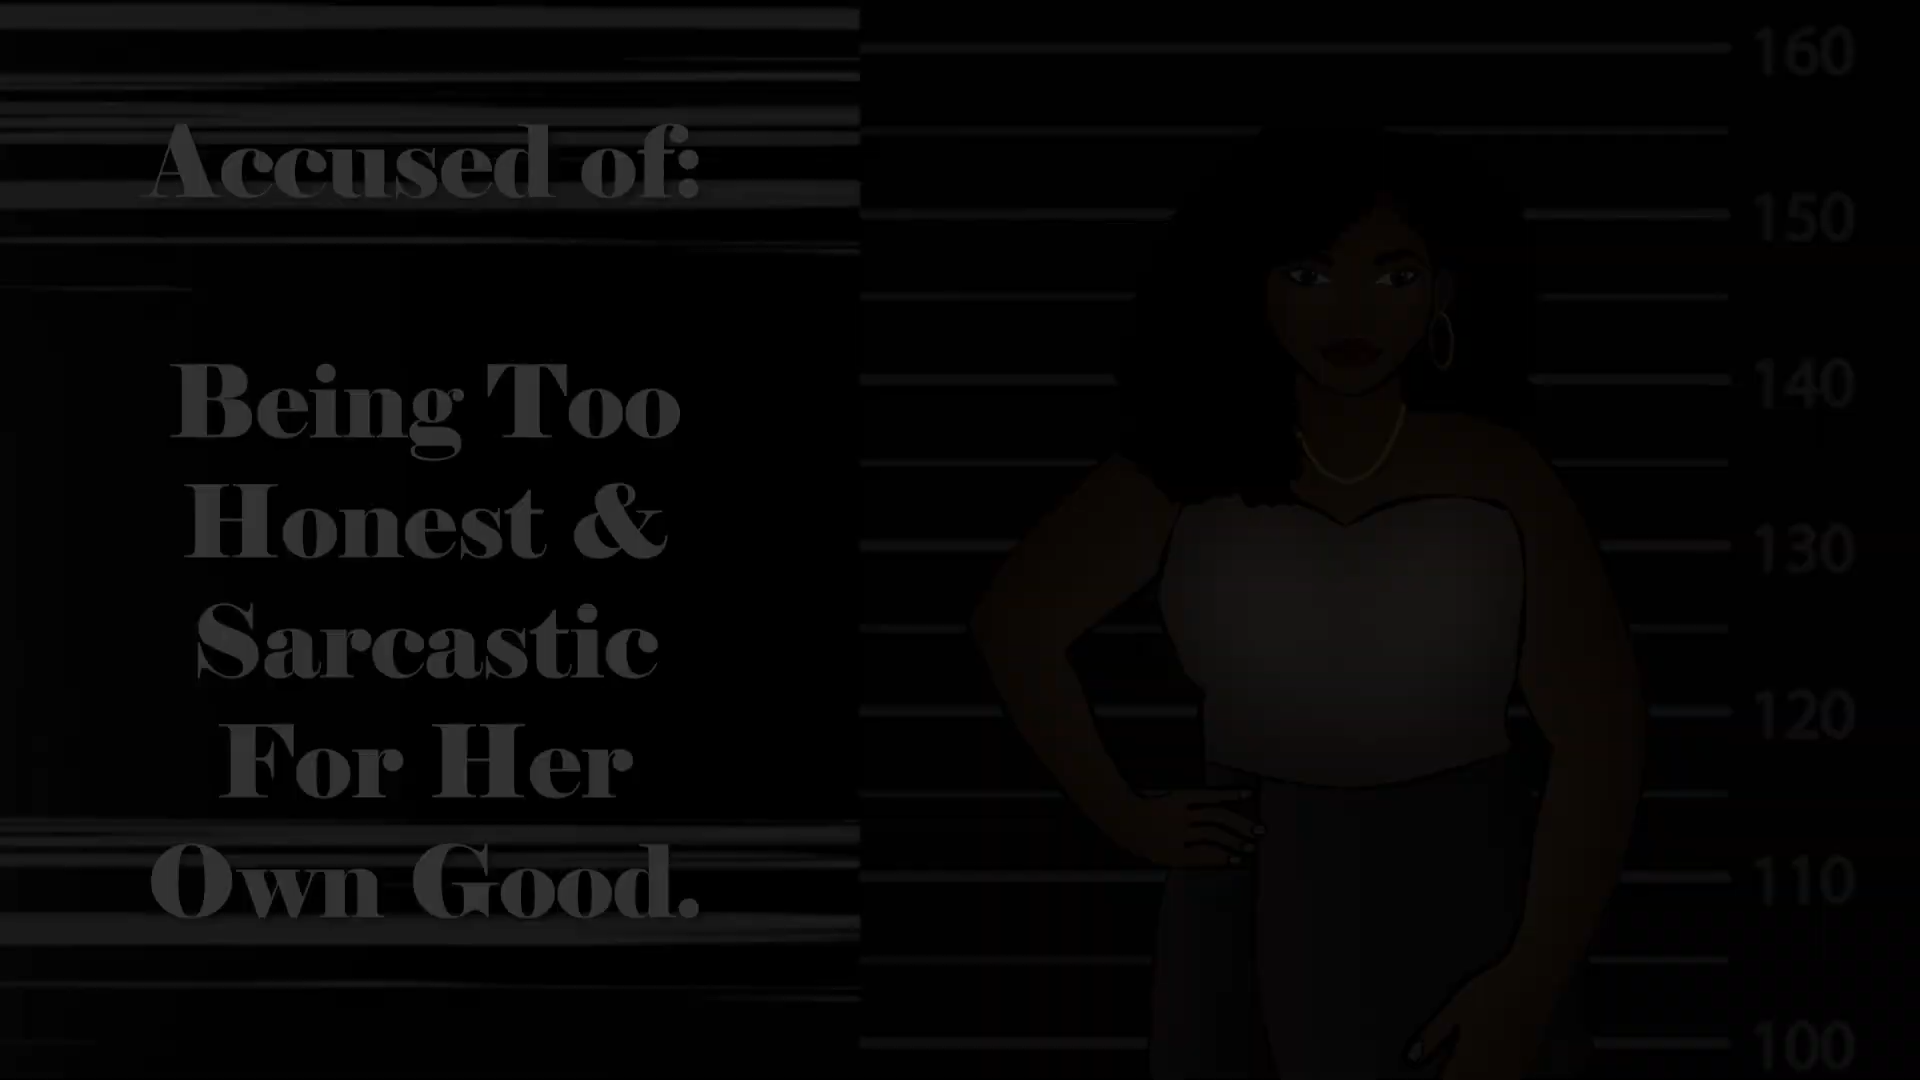 Accused of:
Being Too
Honest &
Sarcastic
For Her
Own Good.
160
150
140
130
120
110
100